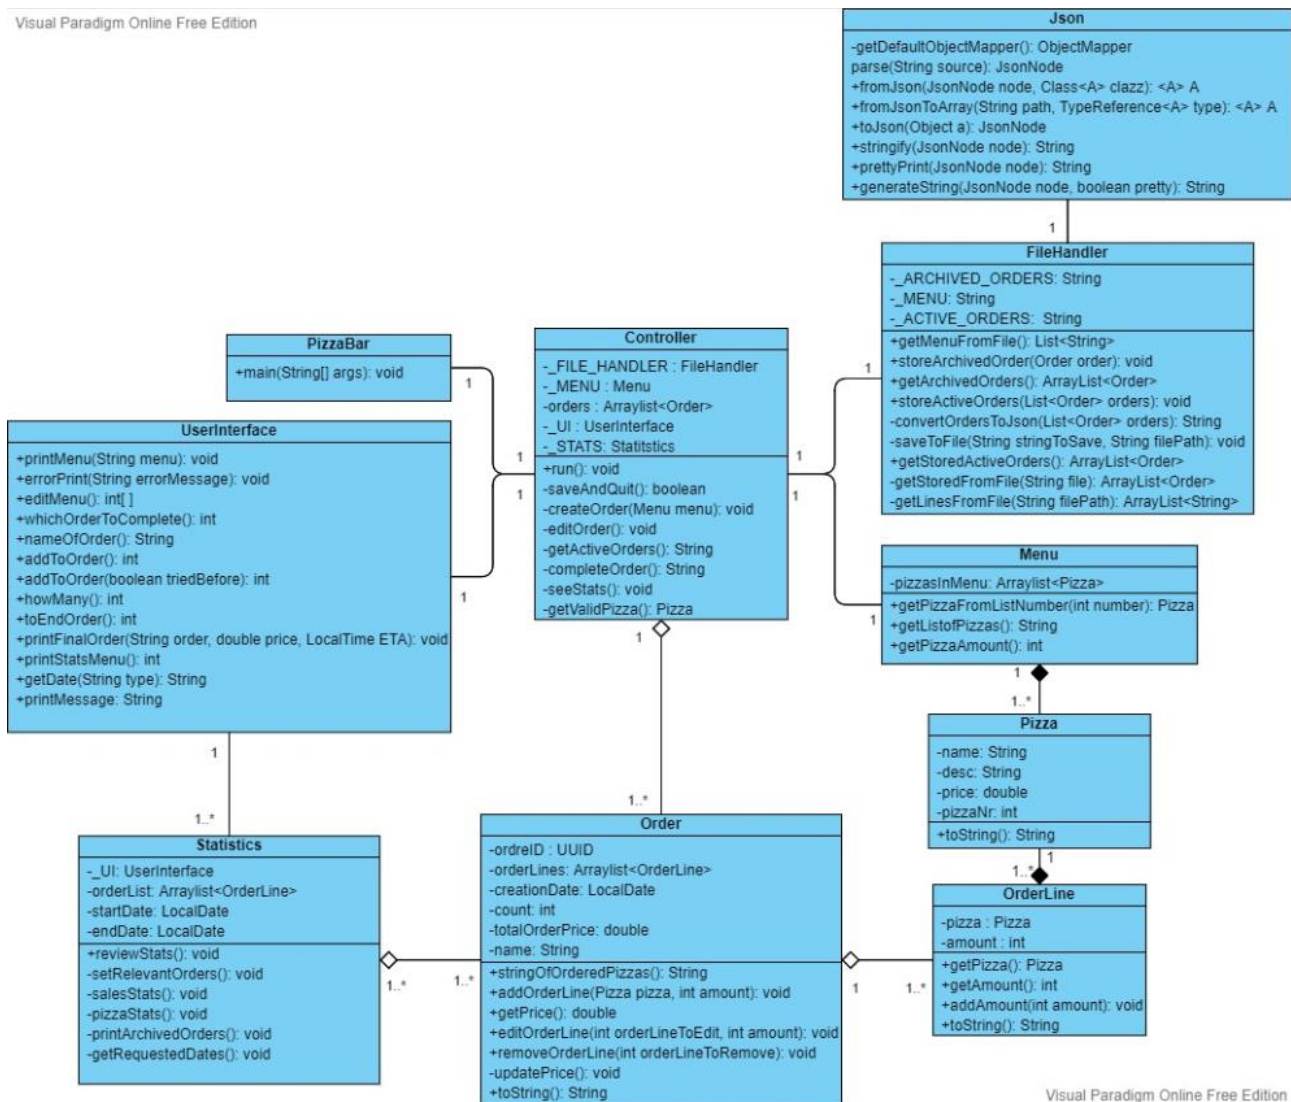 Visual Paradigm Online Free Edition
Json
-getDefaultObjectMapper(): ObjectMapper
parse(String source): JsonNode
+fromJson(JsonNode node, Class<A> clazz): <A> A
+fromJsonToArray(String path, TypeReference<A> type): <A> A
+toJson(Object a): JsonNode
+stringify(JsonNode node): String
+prettyPrint(JsonNode node): String
+generateString(JsonNode node, boolean pretty): String
1
FileHandler
-_ARCHIVED_ORDERS: String
-_MENU: String
-_ACTIVE_ORDERS: String
+getMenuFromFile(): List<String>
+storeArchivedOrder(Order order): void
+getArchivedOrders(): ArrayList<Order>
+storeActiveOrders(List<Order> orders): void
-convertOrdersToJson(List<Order> orders): String
-saveToFile(String stringToSave, String filePath): void
+getStoredActiveOrders(): ArrayList<Order>
-getStoredFromFile(String file): ArrayList<Order>
-getLinesFromFile(String filePath): ArrayList<String>
1
PizzaBar
+main(String[] args): void
1
Controller
-_FILE_HANDLER : FileHandler
-_MENU : Menu
-orders : Arraylist<Order>
-_UI : UserInterface
-_STATS: Statitstics
+run(): void
-saveAndQuit(): boolean
-createOrder(Menu menu): void
-editOrder(): void
-getActiveOrders(): String
-completeOrder(): String
-seeStats(): void
-getValidPizza(): Pizza
1
1
1
1
1
UserInterface
+printMenu(String menu): void
+errorPrint(String errorMessage): void
+editMenu(): int[ ]
+whichOrderToComplete(): int
+nameOfOrder(): String
+addToOrder(): int
+addToOrder(boolean triedBefore): int
+howMany(): int
+toEndOrder(): int
+printFinalOrder(String order, double price, LocalTime ETA): void
+printStatsMenu(): int
+getDate(String type): String
+printMessage: String
1
1
1..*
Menu
-pizzasInMenu: Arraylist<Pizza>
+getPizzaFromListNumber(int number): Pizza
+getListofPizzas(): String
+getPizzaAmount(): int
1
1
1..*
Pizza
-name: String
-desc: String
-price: double
-pizzaNr: int
+toString(): String
1
1..*
OrderLine
-pizza : Pizza
-amount : int
+getPizza(): Pizza
+getAmount(): int
+addAmount(int amount): void
+toString(): String
1..*
Order
-ordreID : UUID
-orderLines: Arraylist<OrderLine>
-creationDate: LocalDate
-count: int
-totalOrderPrice: double
-name: String
+stringOfOrderedPizzas(): String
+addOrderLine(Pizza pizza, int amount): void
+getPrice(): double
+editOrderLine(int orderLineToEdit, int amount): void
+removeOrderLine(int orderLineToRemove): void
-updatePrice(): void
+toString(): String
1
1..*
Statistics
-_UI: UserInterface
-orderList: Arraylist<OrderLine>
-startDate: LocalDate
-endDate: LocalDate
+reviewStats(): void
-setRelevantOrders(): void
-salesStats(): void
-pizzaStats(): void
-printArchivedOrders(): void
-getRequestedDates(): void
1..*
1..*
Visual Paradigm Online Free Edition